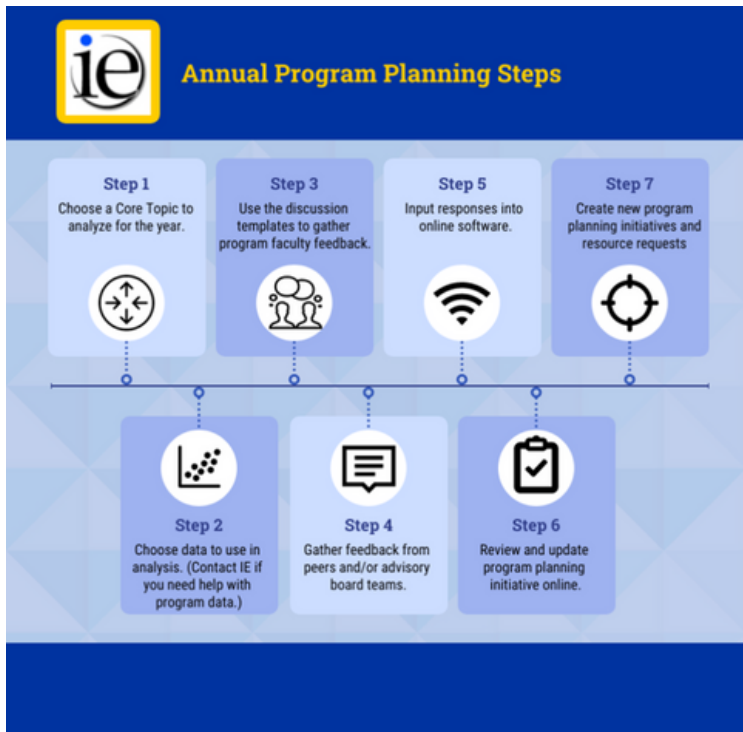 ie
Annual Program Planning Steps
Step 1
Choose a Core Topic to
analyze for the year.
Step 3
Use the discussion
templates to gather
program faculty feedback.
Step 5
Input responses into
online software.
Step 7
Create new program
planning initiatives and
resource requests
Step 2
Choose data to use in
analysis. (Contact IE if
you need help with
program data.)
Step 4
Gather feedback from
peers and/or advisory
board teams.
Step 6
Review and update
program planning
initiative online.